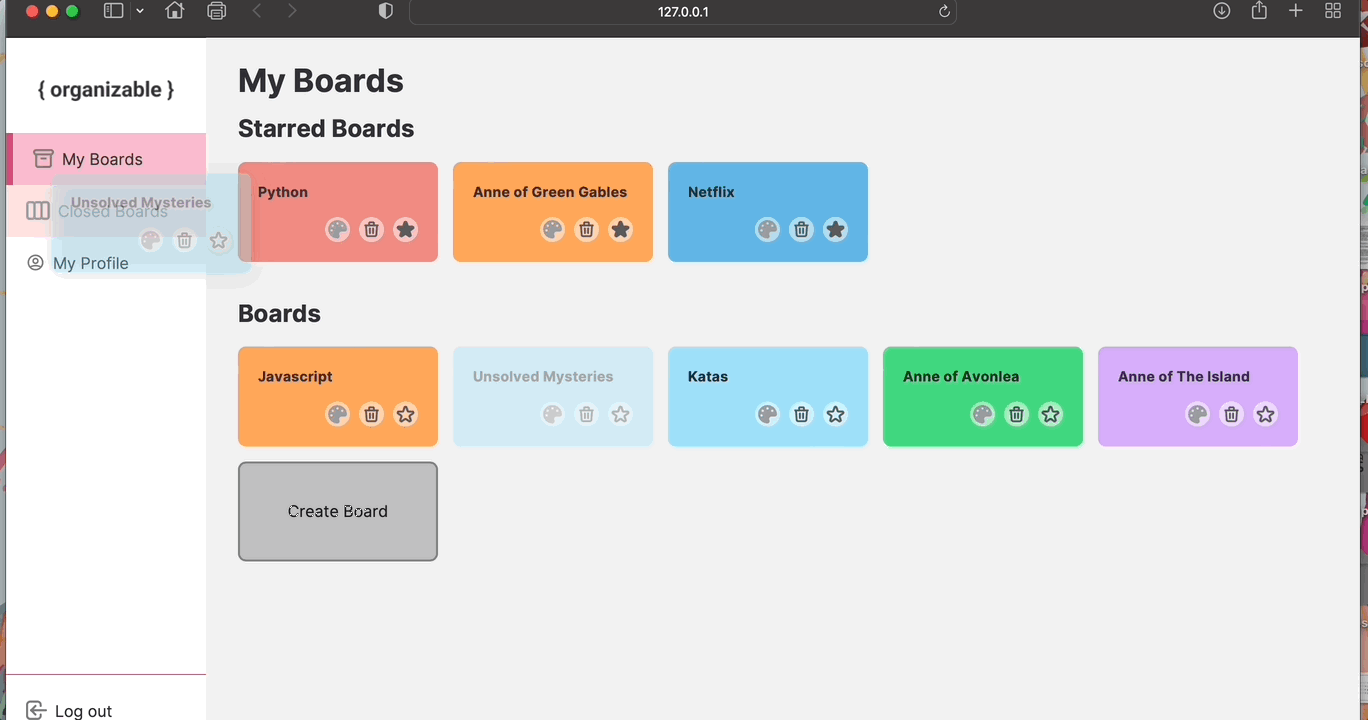 127.0.0.1
{ organizable }
My Boards
Closed Boards
My Profile
Log out
Unsolved Mysteries
My Boards
Starred Boards
Python
Anne of Green Gables
Netflix
Boards
Javascript
Unsolved Mysteries
Katas
Anne of Avonlea
Anne of The Island
Create Board